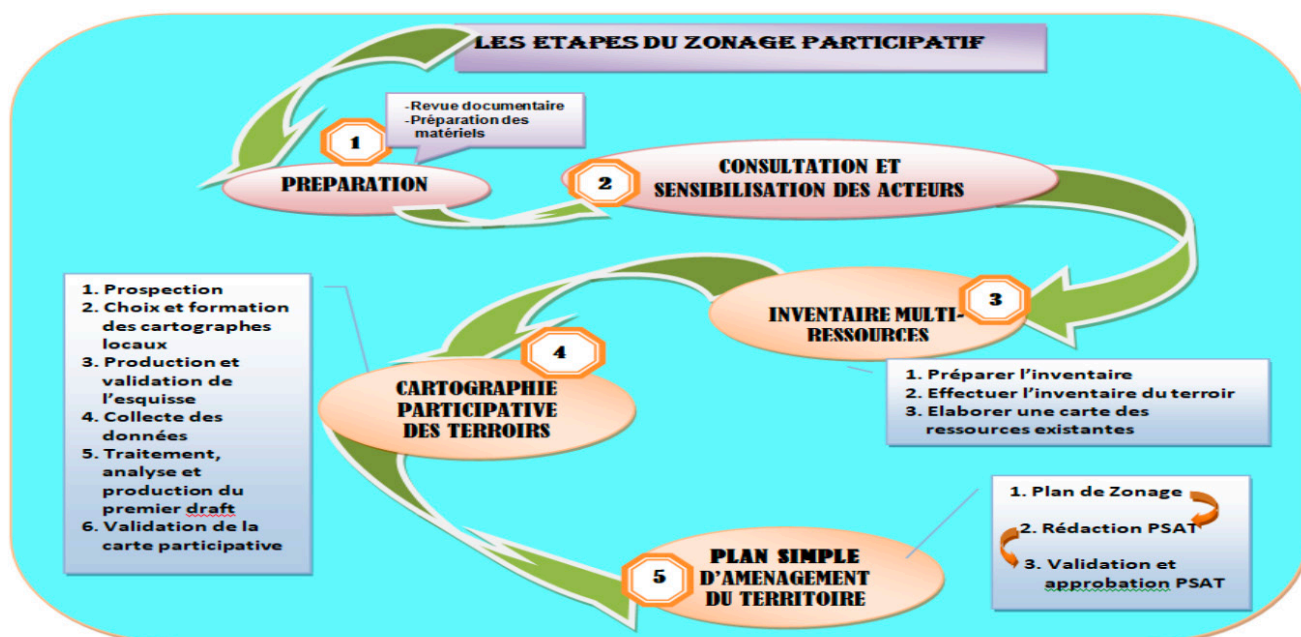 LES ETAPES DU ZONAGE PARTICIPATIF
-Revue documentaire
-Préparation des
matériels
1
PREPARATION
2
CONSULTATION ET
SENSIBILISATION DES ACTEURS
3
INVENTAIRE MULTI-
RESSOURCES
1. Préparer l’inventaire
2. Effectuer l’inventaire du terroir
3. Elaborer une carte des
ressources existantes
4
CARTOGRAPHIE
PARTICIPATIVE
DES TERROIRS
1. Prospection
2. Choix et formation
des cartographes
locaux
3. Production et
validation de
l’esquisse
4. Collecte des
données
5. Traitement,
analyse et
production du
premier draft
6. Validation de la
carte participative
5
PLAN SIMPLE
D’AMENAGEMENT
DU TERRITOIRE
1. Plan de Zonage
2. Rédaction PSAT
3. Validation et
approbation PSAT